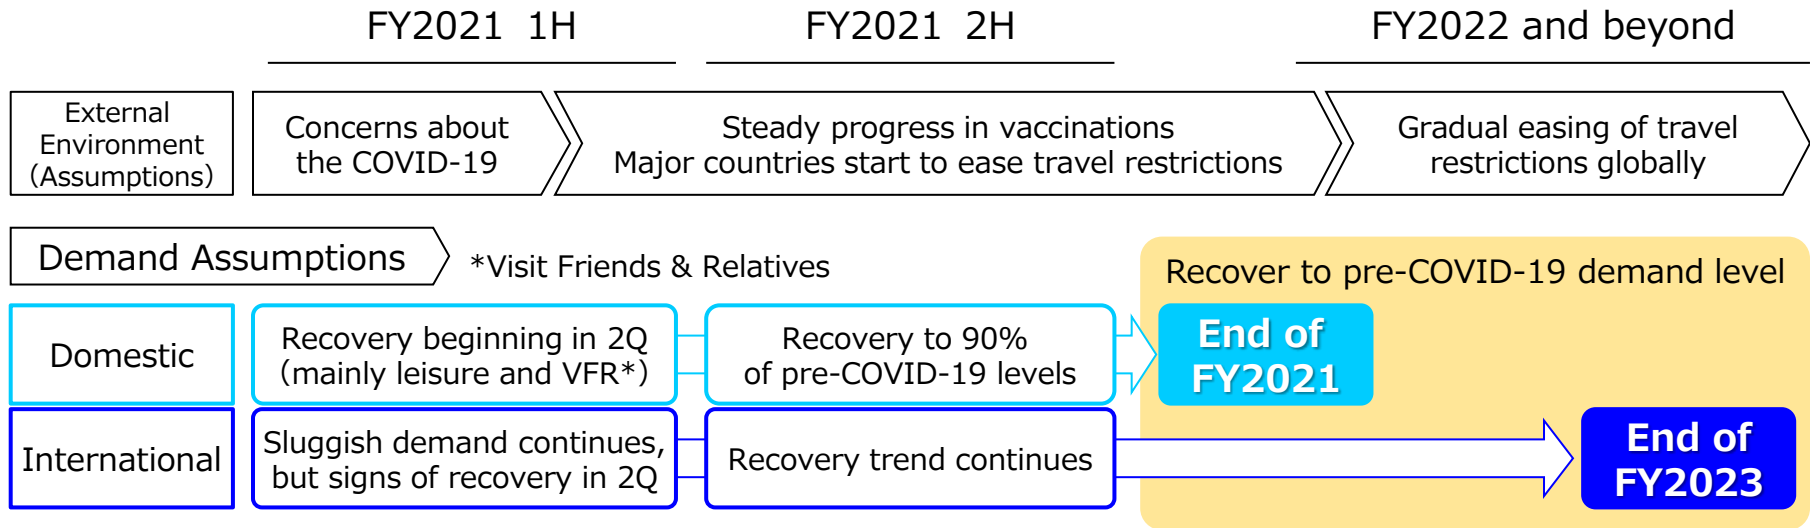 FY2021 1H
FY2021 2H
FY2022 and beyond
External
Environment
(Assumptions)
Concerns about
the COVID-19
Steady progress in vaccinations
Major countries start to ease travel restrictions
Gradual easing of travel
restrictions globally
Demand Assumptions
*Visit Friends & Relatives
Recover to pre-COVID-19 demand level
Domestic
Recovery beginning in 2Q
(mainly leisure and VFR*)
Recovery to 90%
of pre-COVID-19 levels
End of
FY2021
International
Sluggish demand continues,
but signs of recovery in 2Q
Recovery trend continues
End of
FY2023